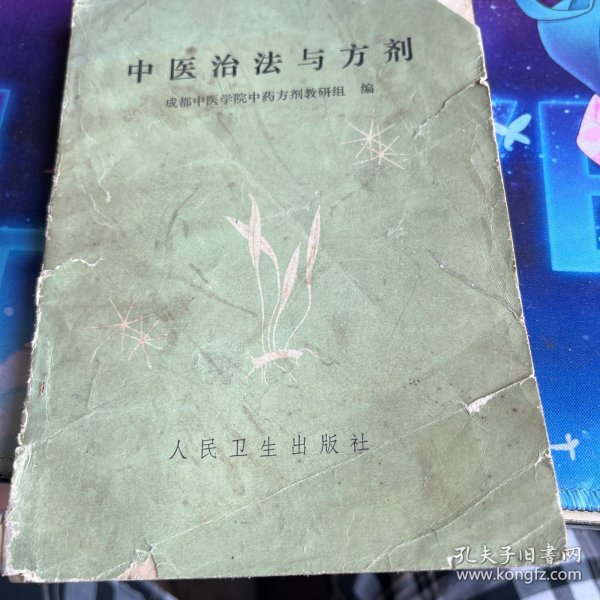 中医治法与方剂
成都中医学院中药方剂教研组 编
人民卫生出版社
孔夫子旧书网
www.kongfz.com